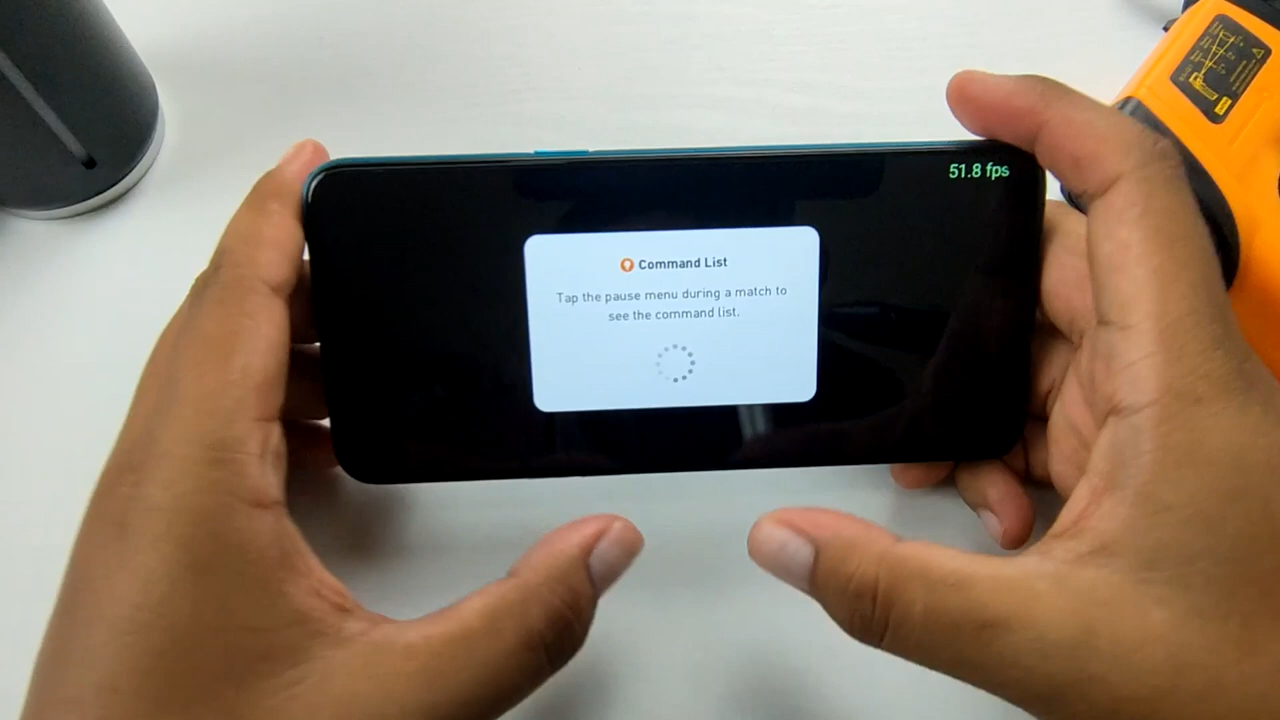 51.8 fps
Command List
Tap the pause menu during a match to
see the command list.